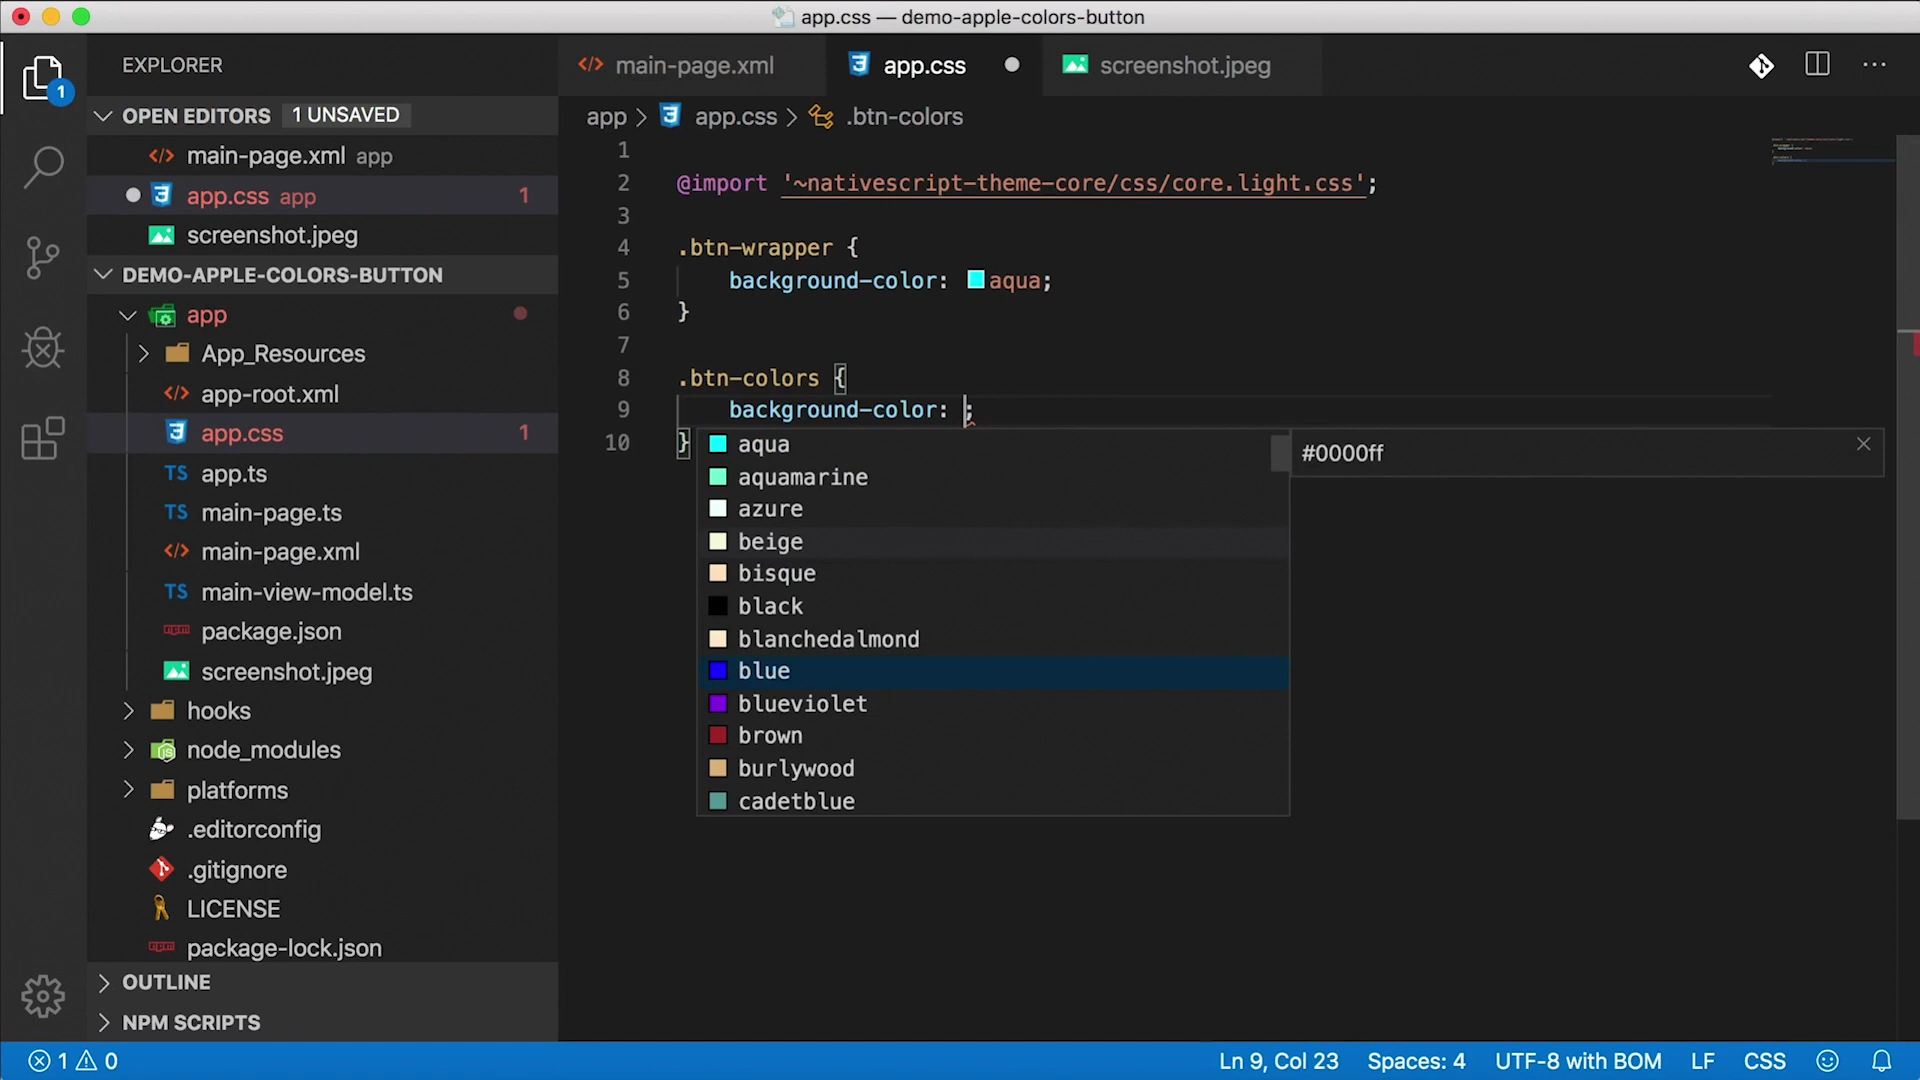 app.css — demo-apple-colors-button
EXPLORER
main-page.xml
app.css
screenshot.jpeg
1
OPEN EDITORS 1 UNSAVED
app
app.css
.btn-colors
main-page.xml app
app.css app 1
screenshot.jpeg
DEMO-APPLE-COLORS-BUTTON
app
App_Resources
app-root.xml
app.css 1
TS app.ts
TS main-page.ts
main-page.xml
TS main-view-model.ts
package.json
screenshot.jpeg
hooks
node_modules
platforms
.editorconfig
.gitignore
LICENSE
package-lock.json
OUTLINE
NPM SCRIPTS
1
2 @import '~nativescript-theme-core/css/core.light.css';
3
4 .btn-wrapper {
5 background-color: aqua;
6 }
7
8 .btn-colors {
9 background-color: ;
10 }
aqua
#0000ff
aquamarine
azure
beige
bisque
black
blanchedalmond
blue
blueviolet
brown
burlywood
cadetblue
1 0
Ln 9, Col 23 Spaces: 4 UTF-8 with BOM LF CSS